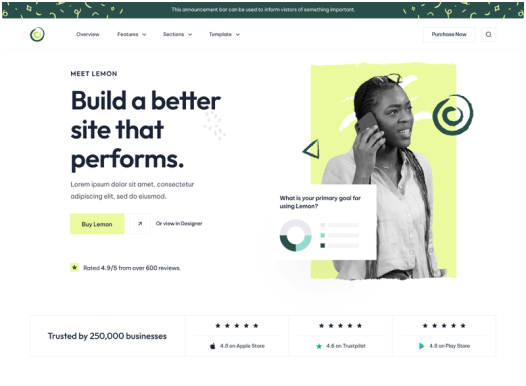 This announcement bar can be used to inform vistors of something important.
Overview
Features
Sections
Template
Purchase Now
MEET LEMON
Build a better
site that
performs.
Lorem ipsum dolor sit amet, consectetur
adipiscing elit, sed do eiusmod.
Buy Lemon
Or view in Designer
Rated 4.9/5 from over 600 reviews.
What is your primary goal for
using Lemon?
Trusted by 250,000 businesses
4.8 on Apple Store
4.6 on Trustpilot
4.8 on Play Store